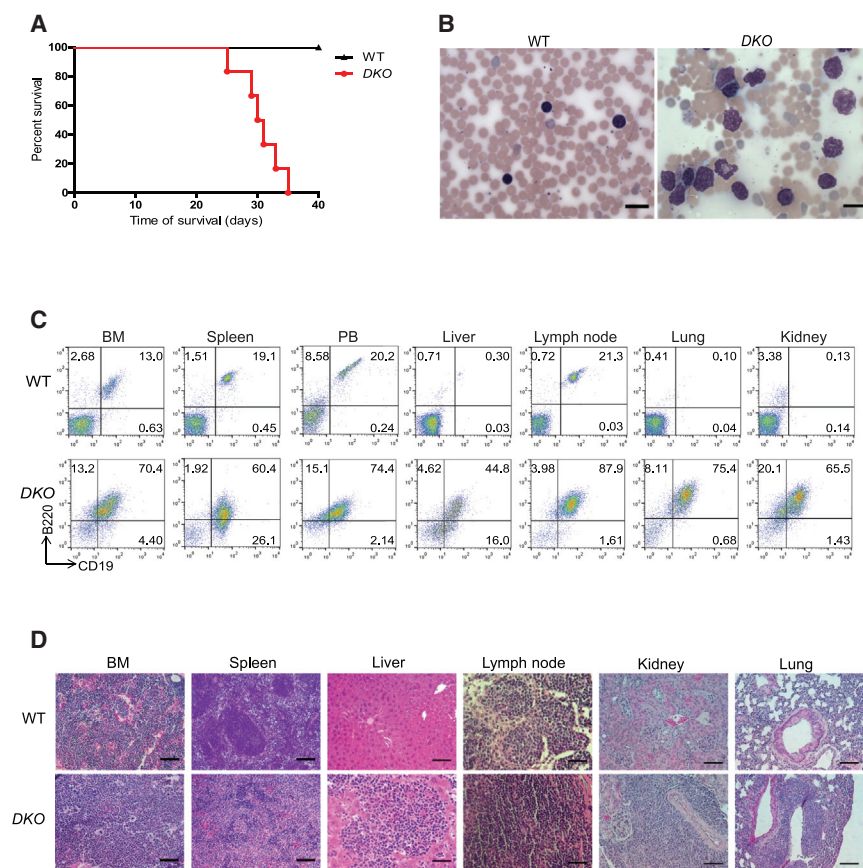 A
100
80
60
40
20
0
Percent survival
0 20 40
Time of survival (days)
WT
DKO
B
WT DKO
C
BM Spleen PB Liver Lymph node Lung Kidney
WT
2.68 13.0 1.51 19.1 8.58 20.2 0.71 0.30 0.72 21.3 0.41 0.10 3.38 0.13
0.63 0.45 0.24 0.03 0.03 0.04 0.14
DKO
13.2 70.4 1.92 60.4 15.1 74.4 4.62 44.8 3.98 87.9 8.11 75.4 20.1 65.5
4.40 26.1 2.14 16.0 1.61 0.68 1.43
B220
CD19
D
BM Spleen Liver Lymph node Kidney Lung
WT
DKO